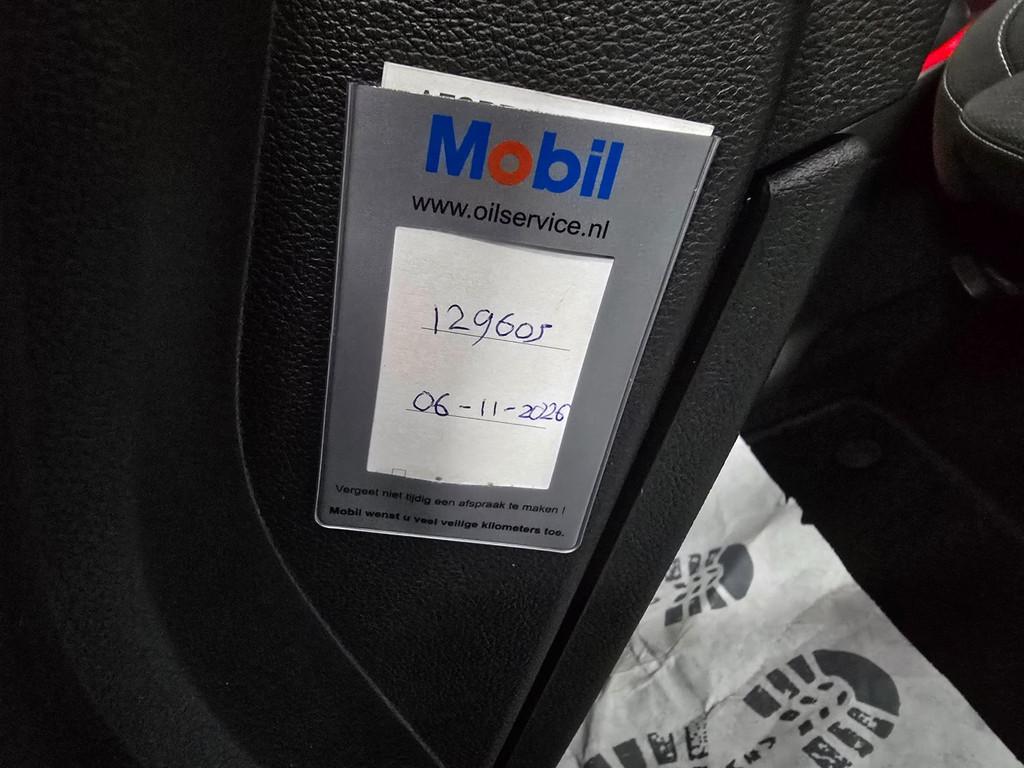 Mobil
www.oilservice.nl
129605
06-11-2026
Vergeet niet tijdig een afspraak te maken !
Mobil wenst u veel veilige kilometers toe.